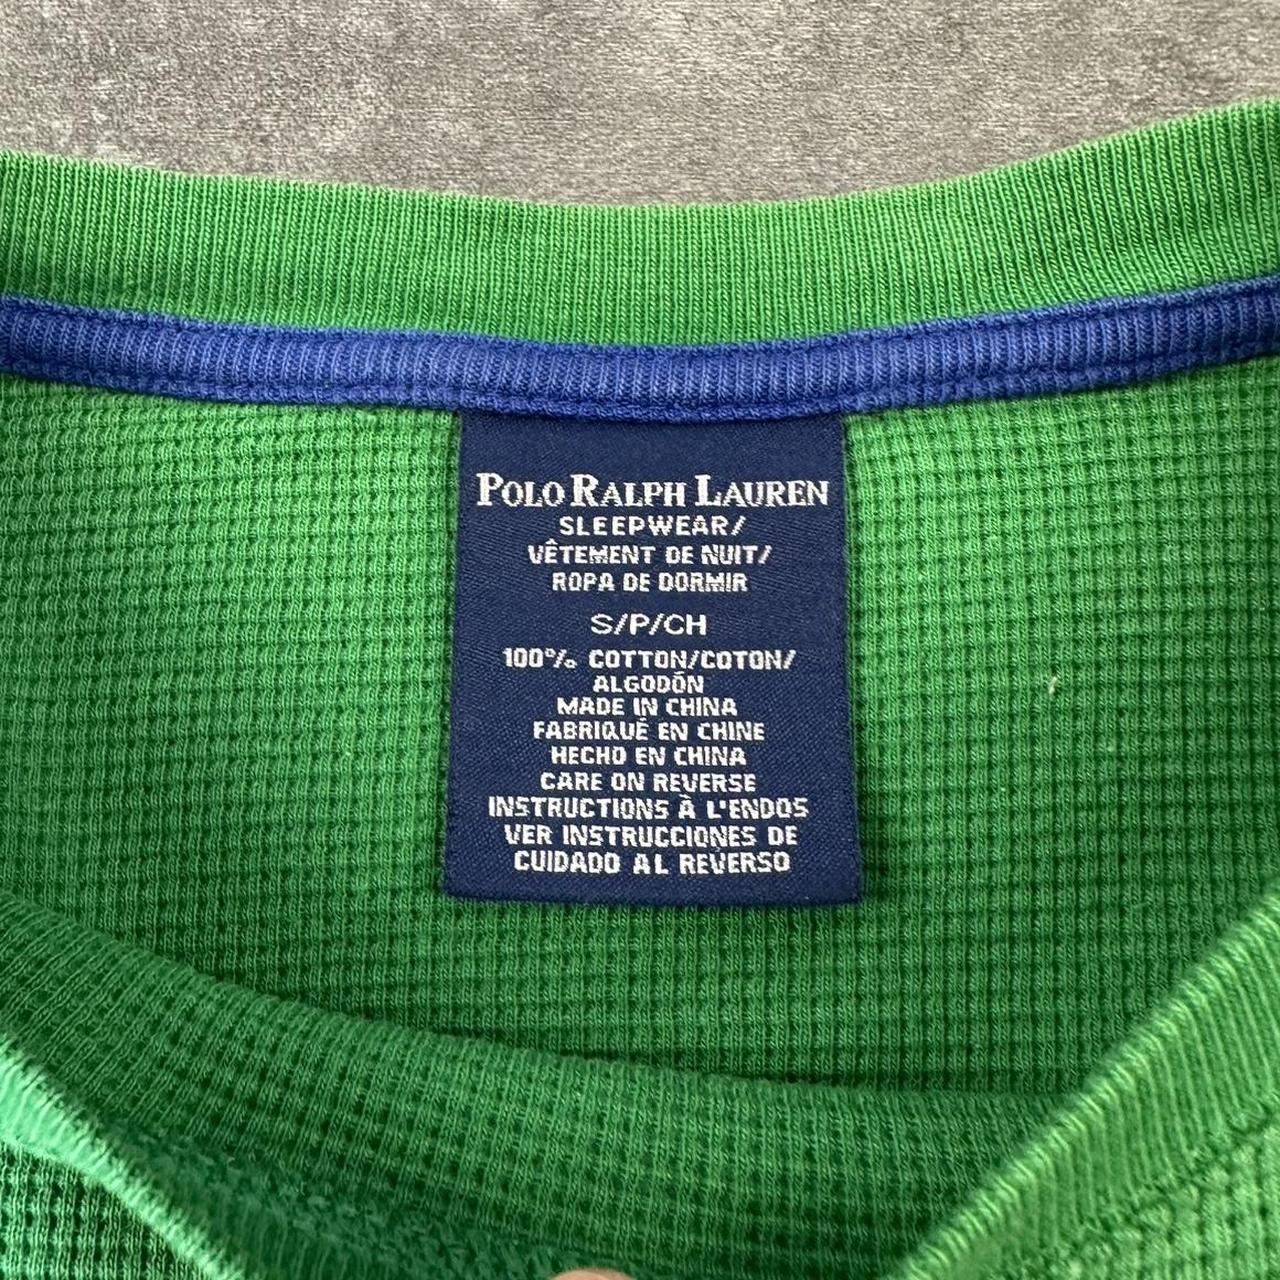 POLO RALPH LAUREN
SLEEPWEAR/
VÊTEMENT DE NUIT/
ROPA DE DORMIR
S/P/CH
100% COTTON/COTON/
ALGODÓN
MADE IN CHINA
FABRIQUÉ EN CHINE
HECHO EN CHINA
CARE ON REVERSE
INSTRUCTIONS À L'ENDOS
VER INSTRUCCIONES DE
CUIDADO AL REVERSO